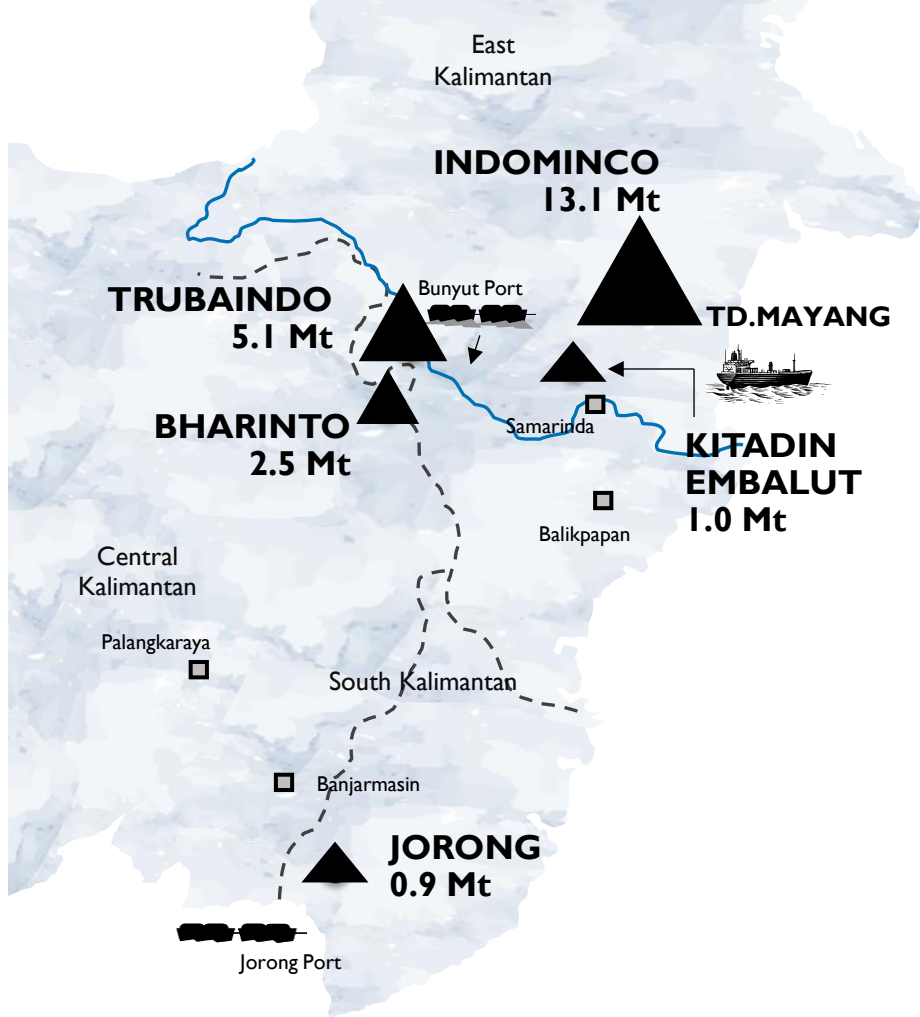 East
Kalimantan
INDOMINCO
13.1 Mt
TRUBAINDO
5.1 Mt
Bunyut Port
TD.MAYANG
BHARINTO
2.5 Mt
Samarinda
KITADIN
EMBALUT
1.0 Mt
Balikpapan
Central
Kalimantan
Palangkaraya
South Kalimantan
Banjarmasin
JORONG
0.9 Mt
Jorong Port